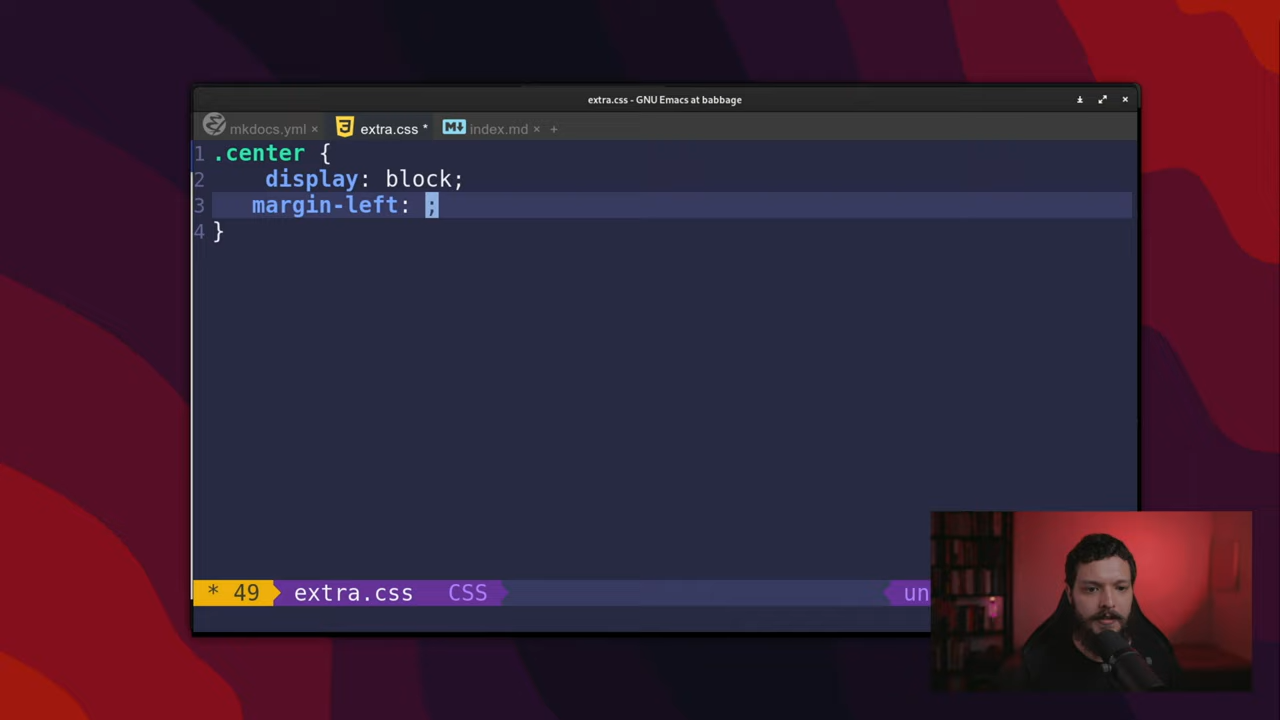 extra.css - GNU Emacs at babbage
mkdocs.yml × extra.css * index.md × +
1 .center {
2 display: block;
3 margin-left: ;
4 }
* 49 extra.css CSS un